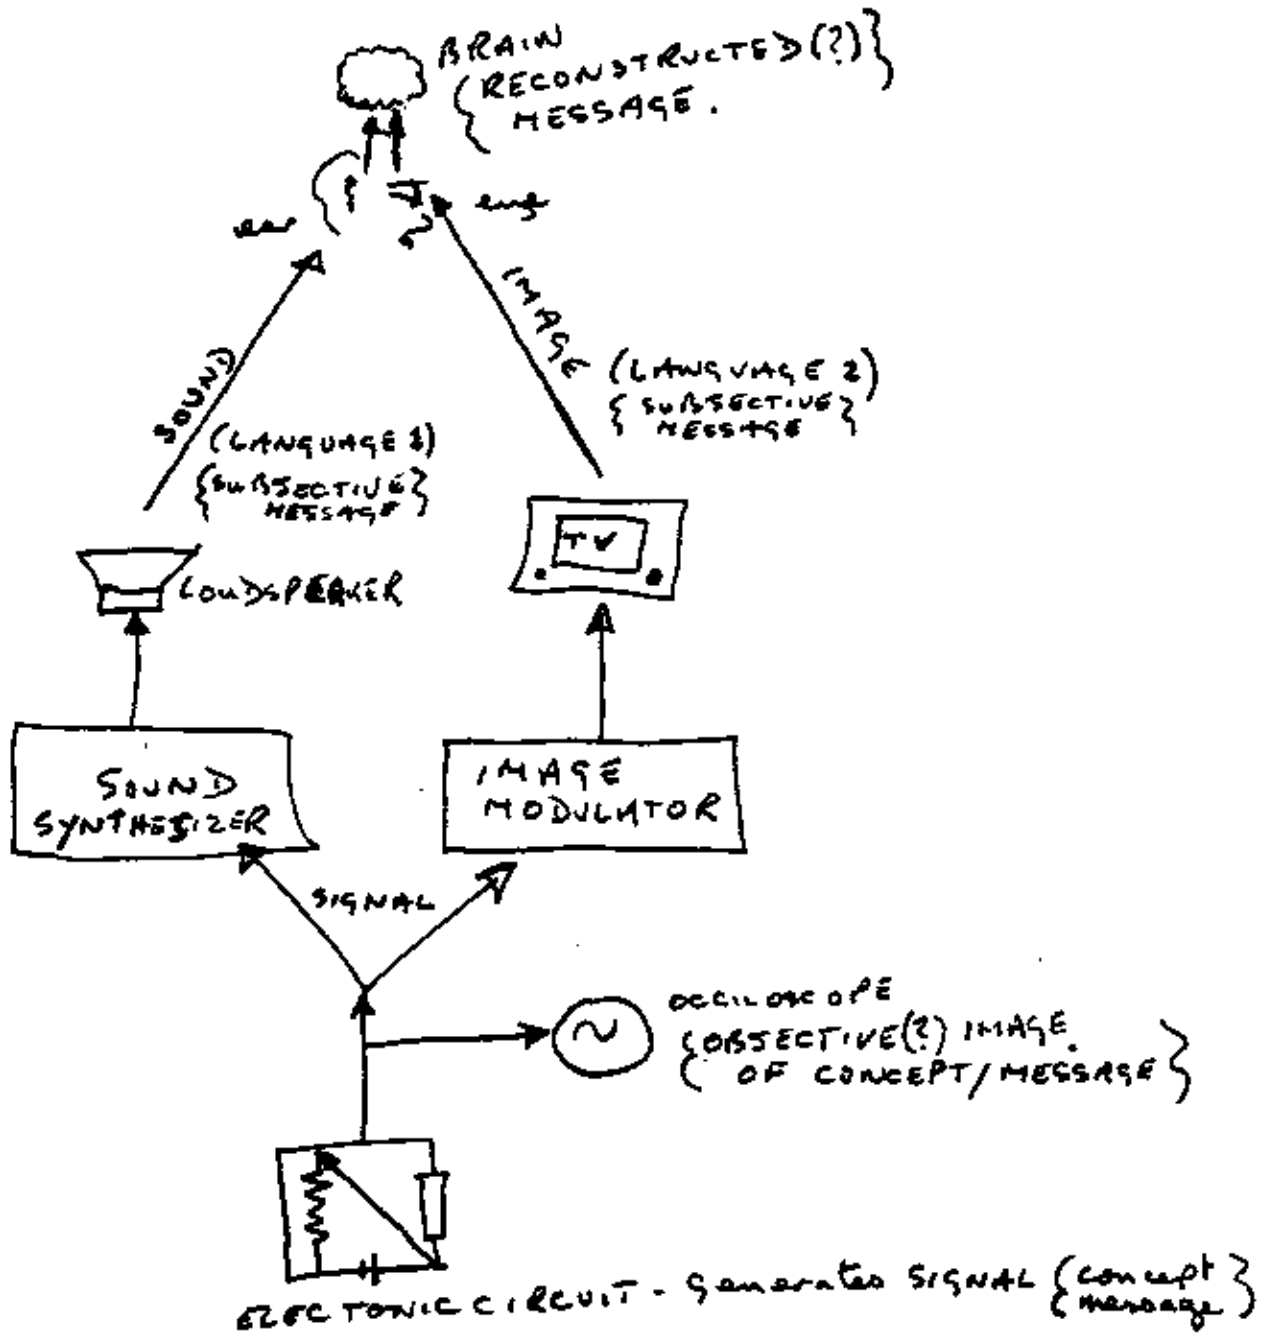 BRAIN
{RECONSTRUCTED(?)}
MESSAGE.
ear
eye
SOUND
IMAGE
(LANGUAGE 1)
{SUBJECTIVE}
MESSAGE
(LANGUAGE 2)
{SUBJECTIVE}
MESSAGE
TV
LOUDSPEAKER
SOUND
SYNTHESIZER
IMAGE
MODULATOR
SIGNAL
OCCILOSCOPE
{OBJECTIVE(?) IMAGE.
OF CONCEPT/MESSAGE}
ELECTONIC CIRCUIT - generates SIGNAL {concept}
{message}